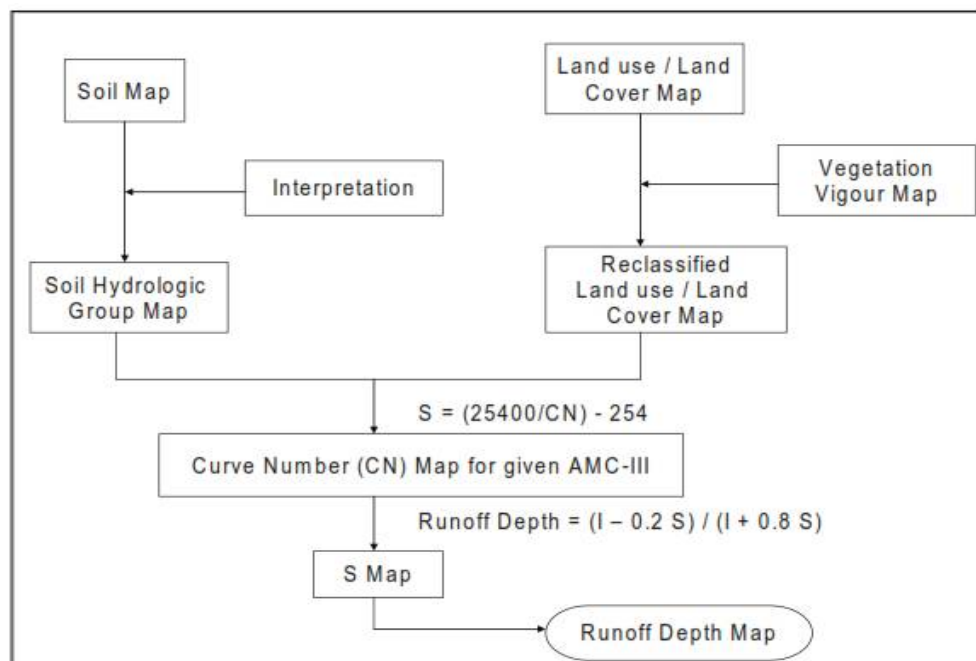 Soil Map
Land use / Land
Cover Map
Interpretation
Vegetation
Vigour Map
Soil Hydrologic
Group Map
Reclassified
Land use / Land
Cover Map
S = (25400/CN) - 254
Curve Number (CN) Map for given AMC-III
Runoff Depth = (I – 0.2 S) / (I + 0.8 S)
S Map
Runoff Depth Map